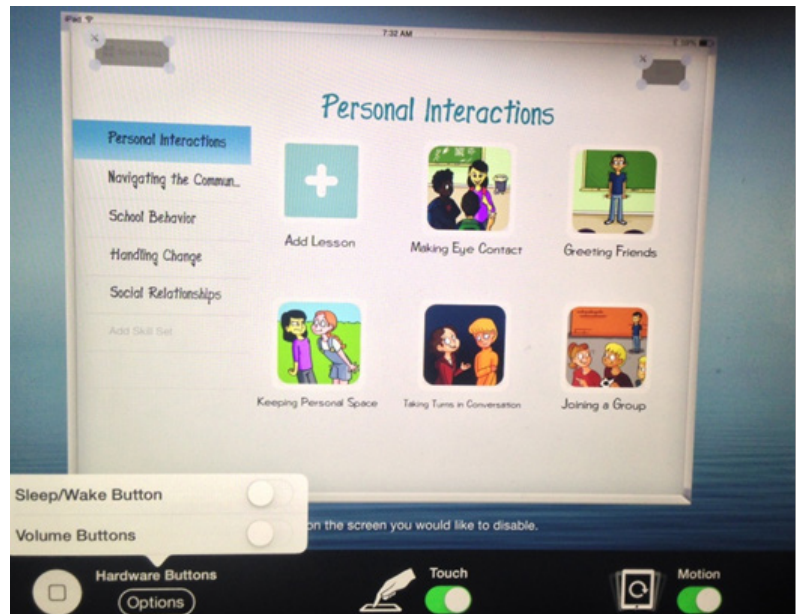 iPad
7:32 AM
Personal Interactions
Personal Interactions
Navigating the Commun...
School Behavior
Handling Change
Social Relationships
Add Skill Set
Add Lesson
Making Eye Contact
Greeting Friends
Keeping Personal Space
Taking Turns in Conversation
Joining a Group
Sleep/Wake Button
Volume Buttons
on the screen you would like to disable.
Hardware Buttons
Options
Touch
Motion